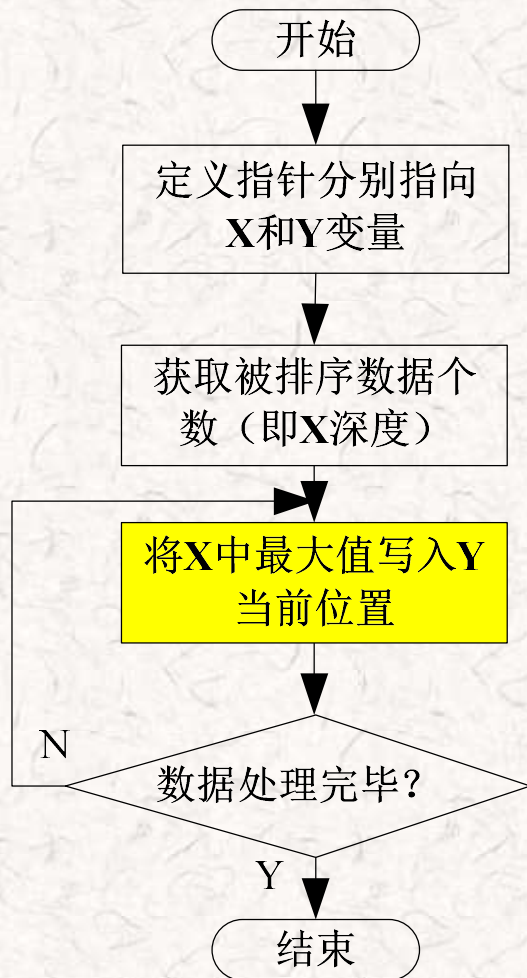 开始
定义指针分别指向
X和Y变量
获取被排序数据个
数（即X深度）
将X中最大值写入Y
当前位置
N
数据处理完毕？
Y
结束